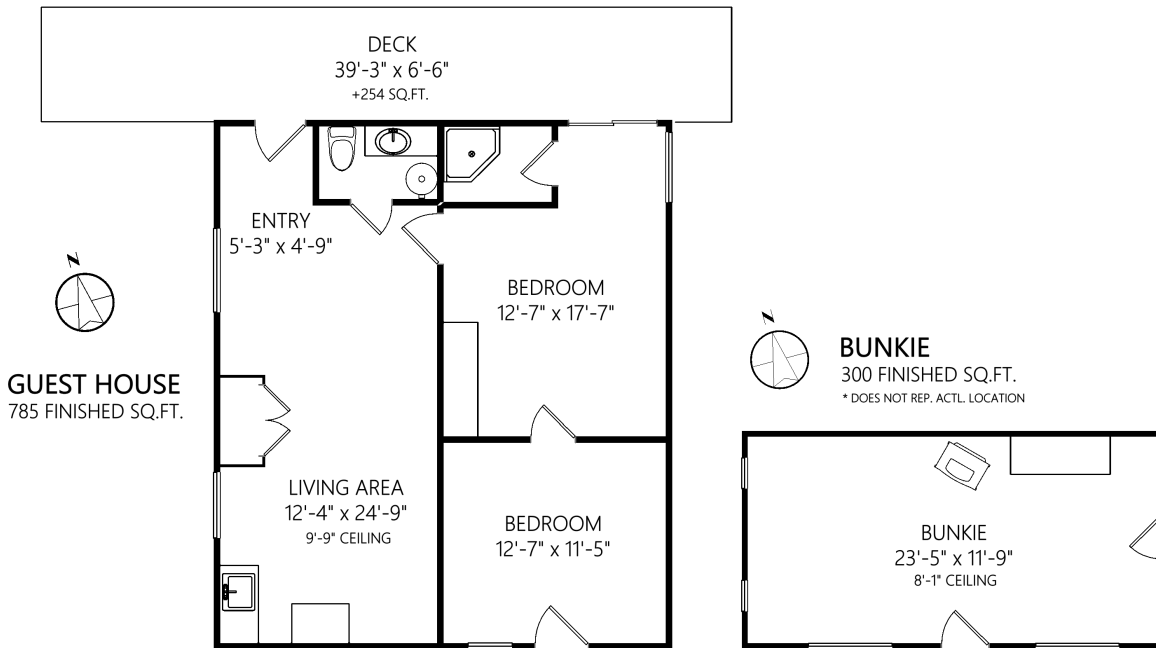 DECK
39'-3" x 6'-6"
+254 SQ.FT.
ENTRY
5'-3" x 4'-9"
N
BEDROOM
12'-7" x 17'-7"
GUEST HOUSE
785 FINISHED SQ.FT.
N
BUNKIE
300 FINISHED SQ.FT.
* DOES NOT REP. ACTL. LOCATION
LIVING AREA
12'-4" x 24'-9"
9'-9" CEILING
BEDROOM
12'-7" x 11'-5"
BUNKIE
23'-5" x 11'-9"
8'-1" CEILING